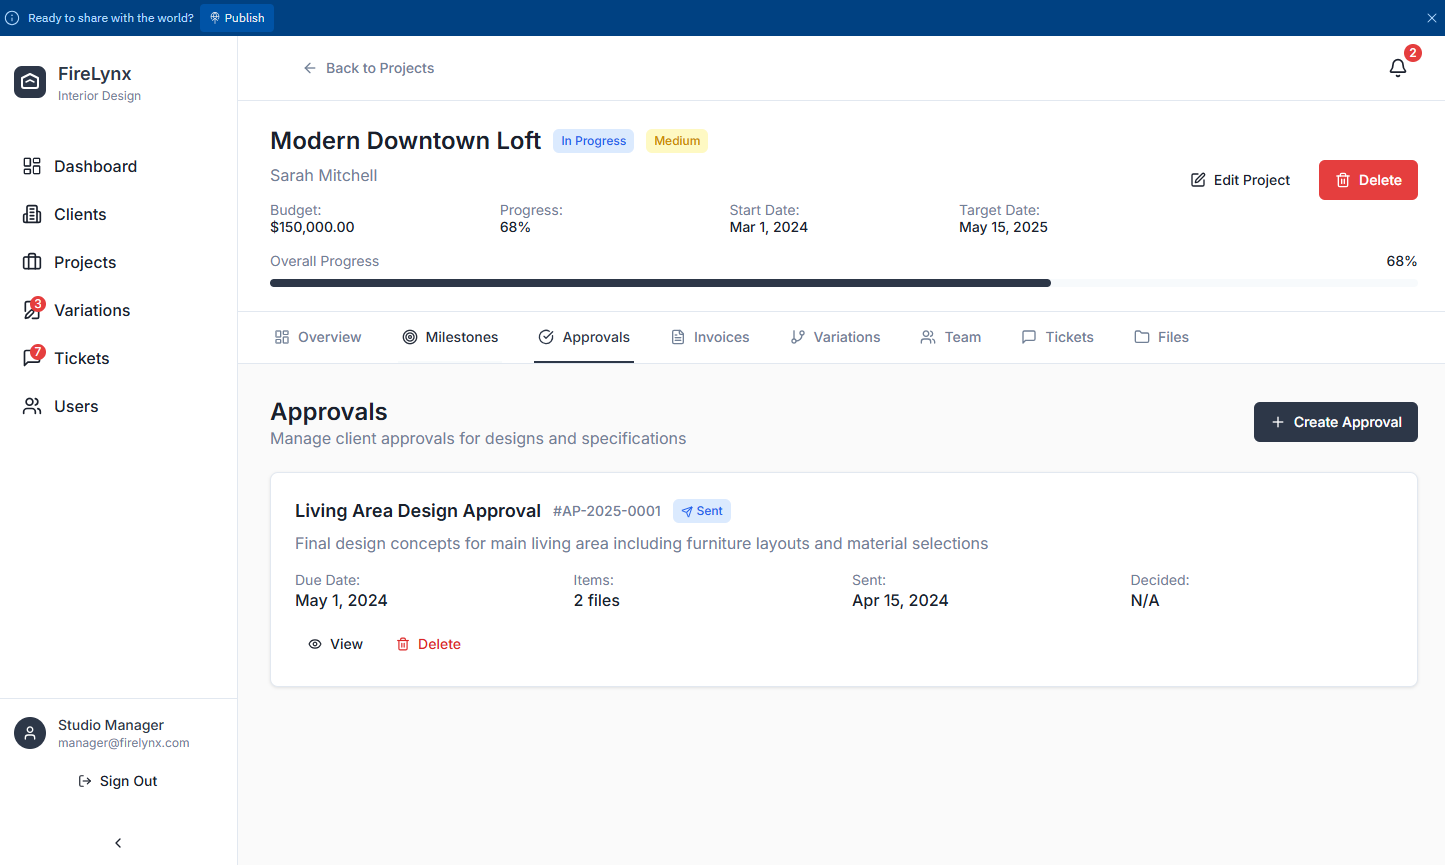 Ready to share with the world? Publish
FireLynx
Interior Design
Dashboard
Clients
Projects
3
Variations
7
Tickets
Users
Studio Manager
manager@firelynx.com
Sign Out
Back to Projects
2
Modern Downtown Loft In Progress Medium
Sarah Mitchell
Edit Project Delete
Budget: Progress: Start Date: Target Date:
$150,000.00 68% Mar 1, 2024 May 15, 2025
Overall Progress 68%
Overview Milestones Approvals Invoices Variations Team Tickets Files
Approvals
Manage client approvals for designs and specifications
Create Approval
Living Area Design Approval #AP-2025-0001 Sent
Final design concepts for main living area including furniture layouts and material selections
Due Date: Items: Sent: Decided:
May 1, 2024 2 files Apr 15, 2024 N/A
View Delete